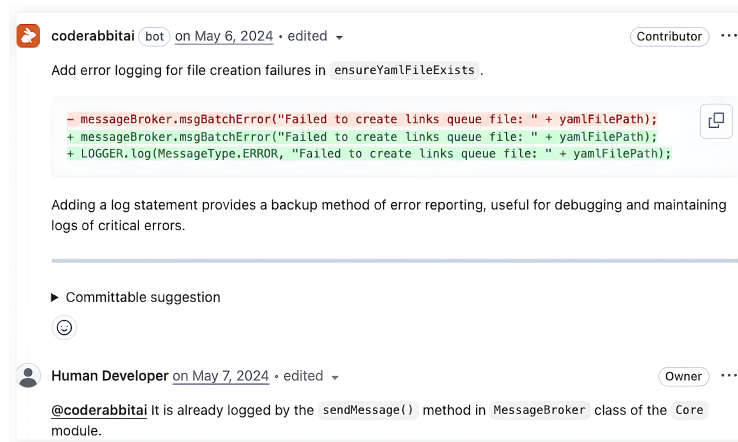 coderabbitai bot on May 6, 2024 • edited Contributor ...
Add error logging for file creation failures in ensureYamlFileExists.
- messageBroker.msgBatchError("Failed to create links queue file: " + yamlFilePath);
+ messageBroker.msgBatchError("Failed to create links queue file: " + yamlFilePath);
+ LOGGER.log(MessageType.ERROR, "Failed to create links queue file: " + yamlFilePath);
Adding a log statement provides a backup method of error reporting, useful for debugging and maintaining
logs of critical errors.
Committable suggestion
Human Developer on May 7, 2024 • edited Owner ...
@coderabbitai It is already logged by the sendMessage() method in MessageBroker class of the Core
module.